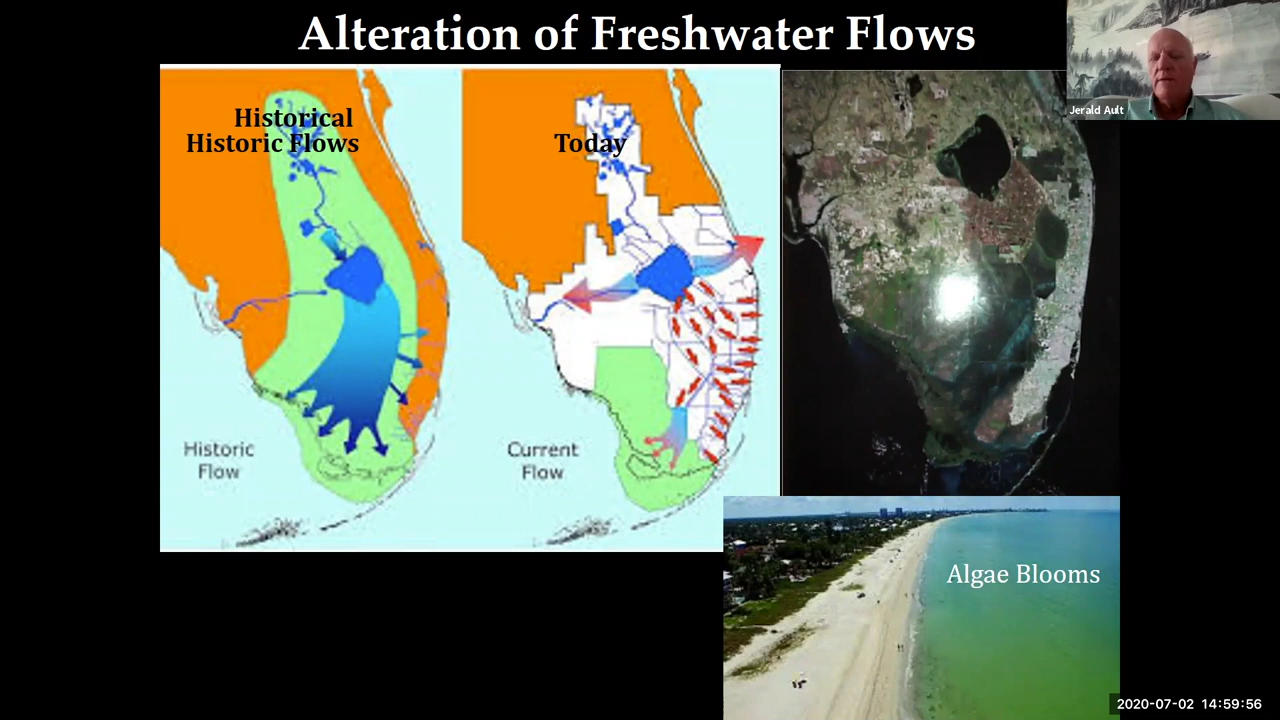 Alteration of Freshwater Flows
Jerald Ault
Historical
Historic Flows
Today
Historic
Flow
Current
Flow
Algae Blooms
2020-07-02 14:59:56